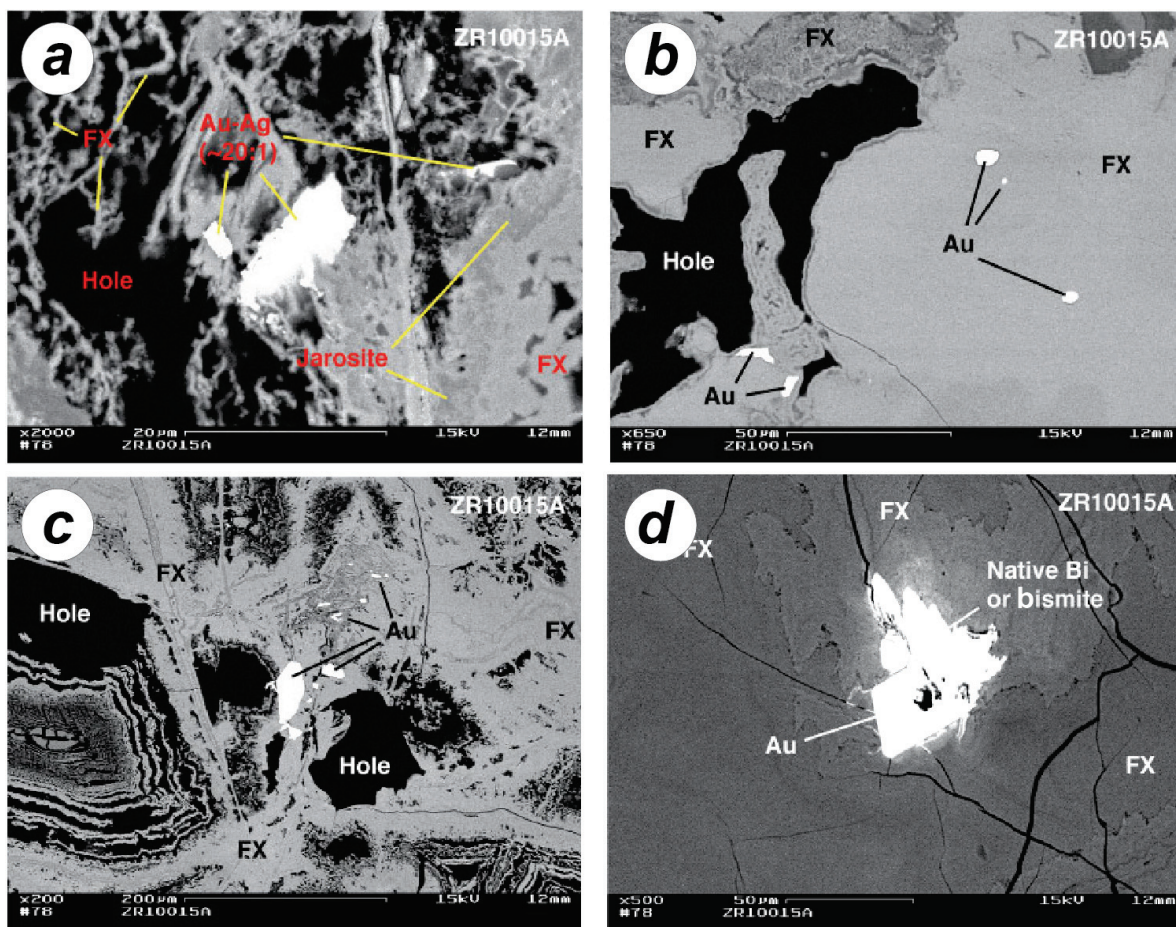 a
ZR10015A
FX
Au-Ag
(~20:1)
Hole
Jarosite
FX
x2000 20µm 15kV 12mm
#78 ZR10015A
b
FX
ZR10015A
FX
FX
Au
Hole
Au
x650 50µm 15kV 12mm
#78 ZR10015A
c
ZR10015A
FX
Hole
Au
FX
Hole
FX
x200 200µm 15kV 12mm
#78 ZR10015A
d
ZR10015A
FX
FX
Native Bi
or bismite
Au
FX
x500 50µm 15kV 12mm
#78 ZR10015A